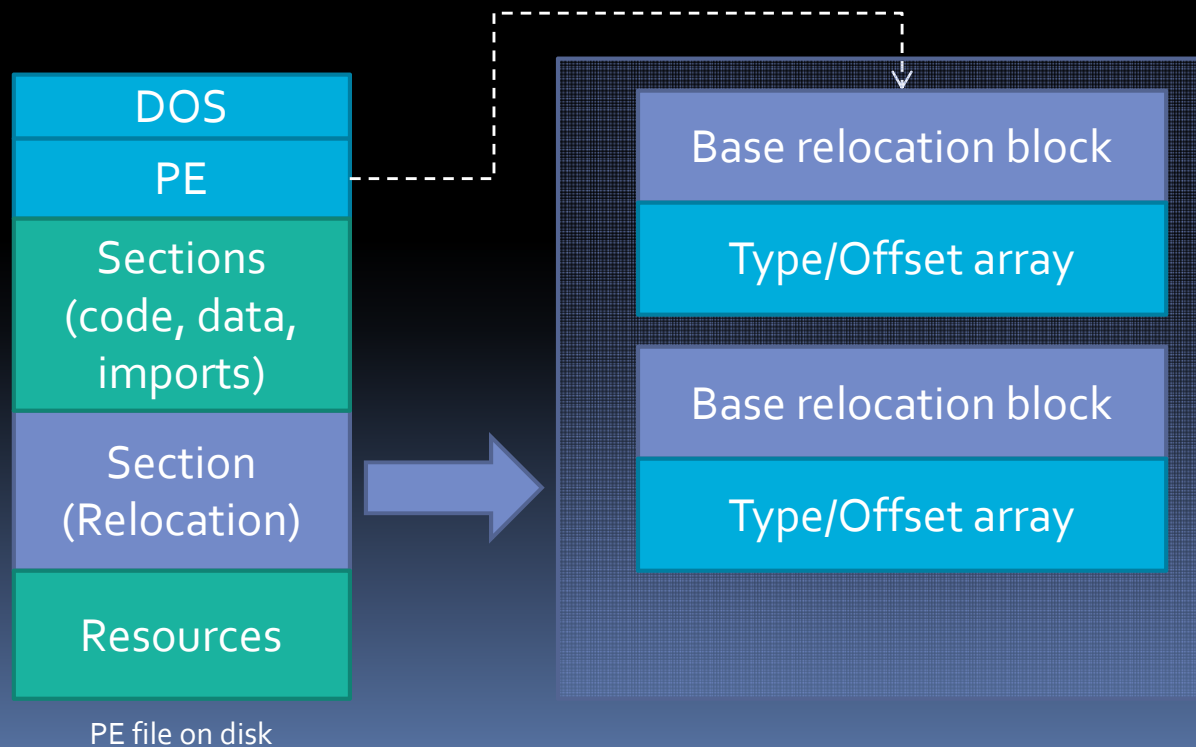 DOS
PE
Sections
(code, data,
imports)
Section
(Relocation)
Resources
PE file on disk
Base relocation block
Type/Offset array
Base relocation block
Type/Offset array